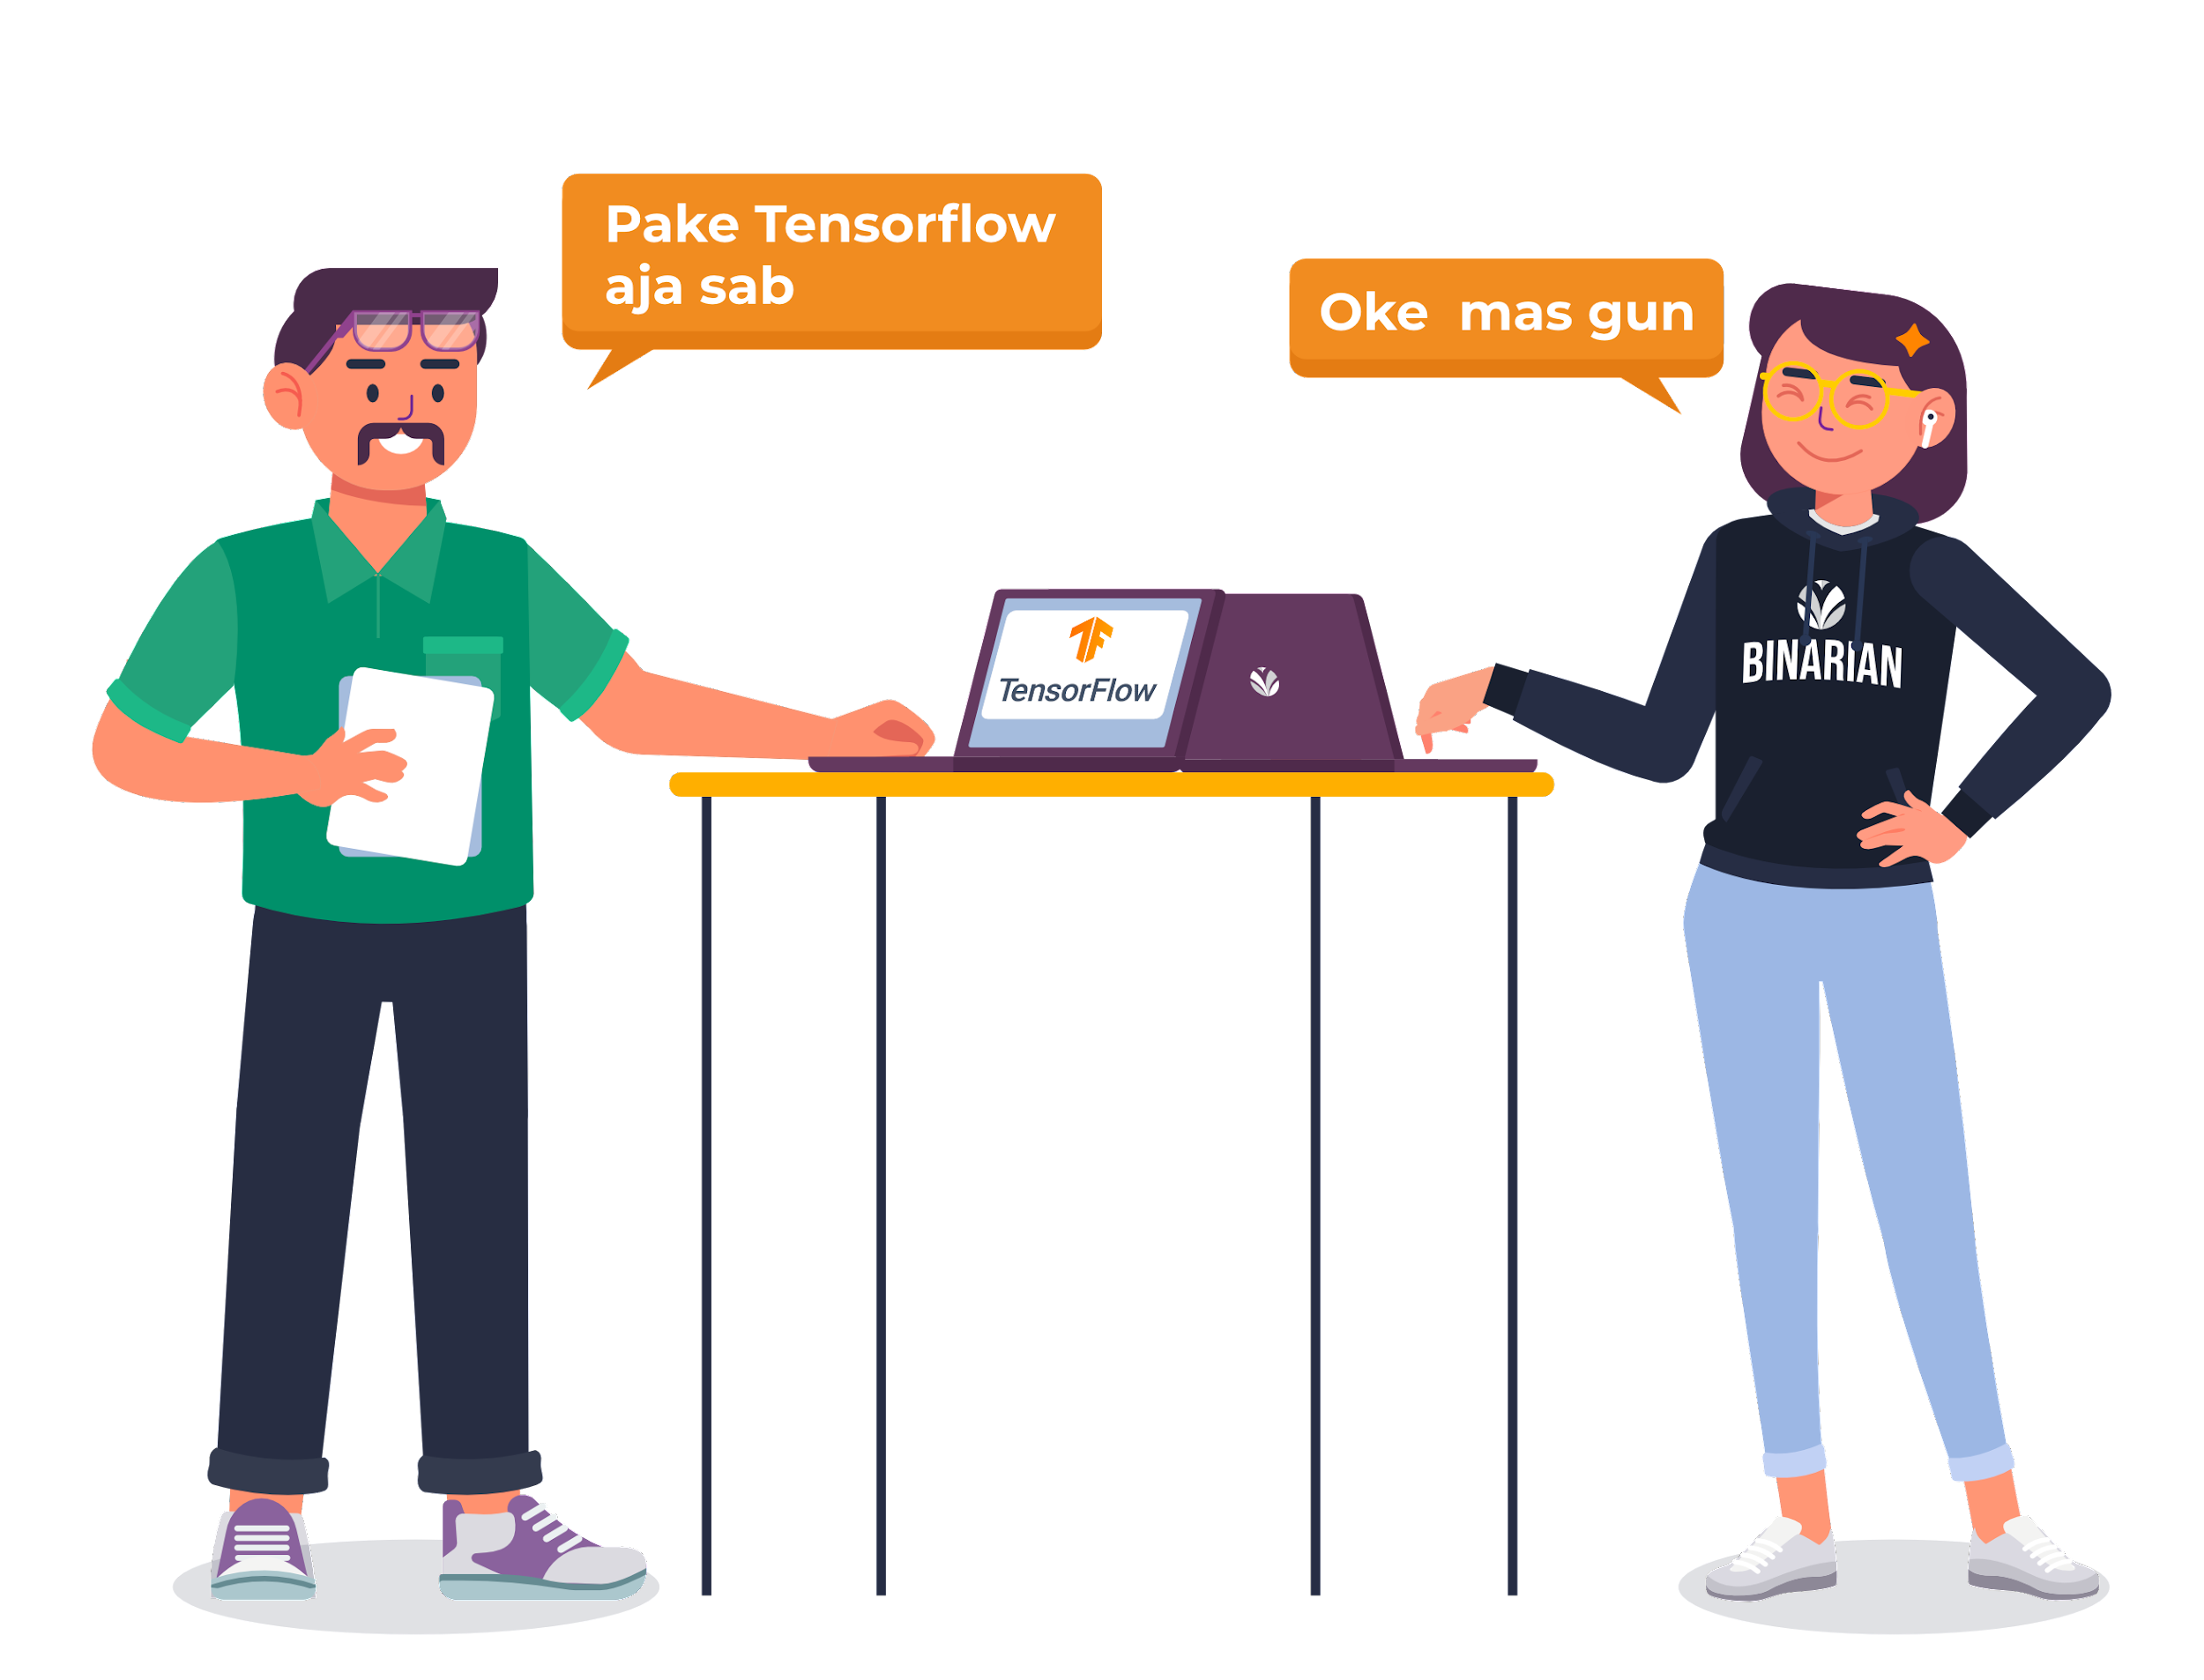 Pake Tensorflow
aja sab
Oke mas gun
TensorFlow
BINARIAN